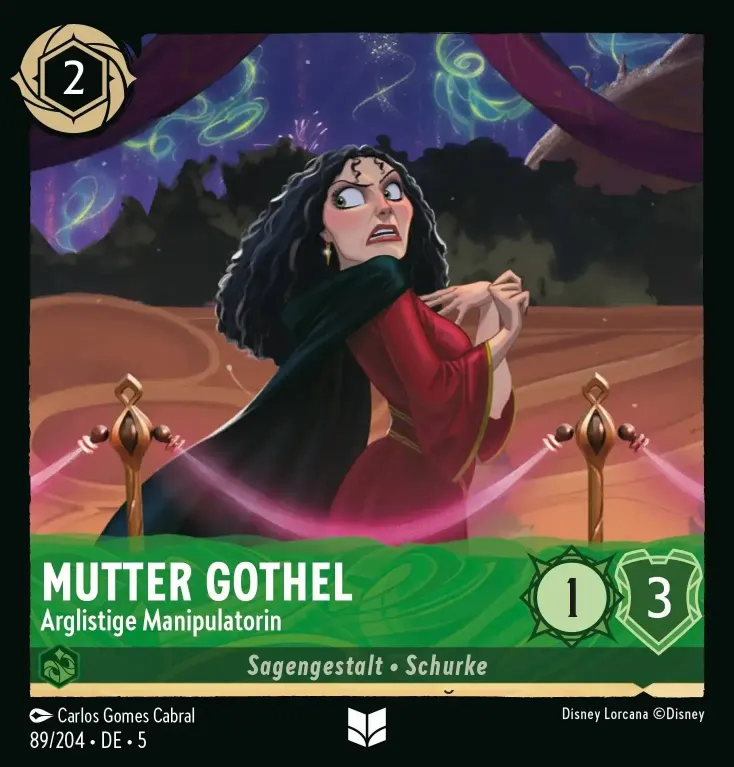 2
MUTTER GOTHEL
Arglistige Manipulatorin
1
3
Sagengestalt • Schurke
Carlos Gomes Cabral
Disney Lorcana ©Disney
89/204 • DE • 5